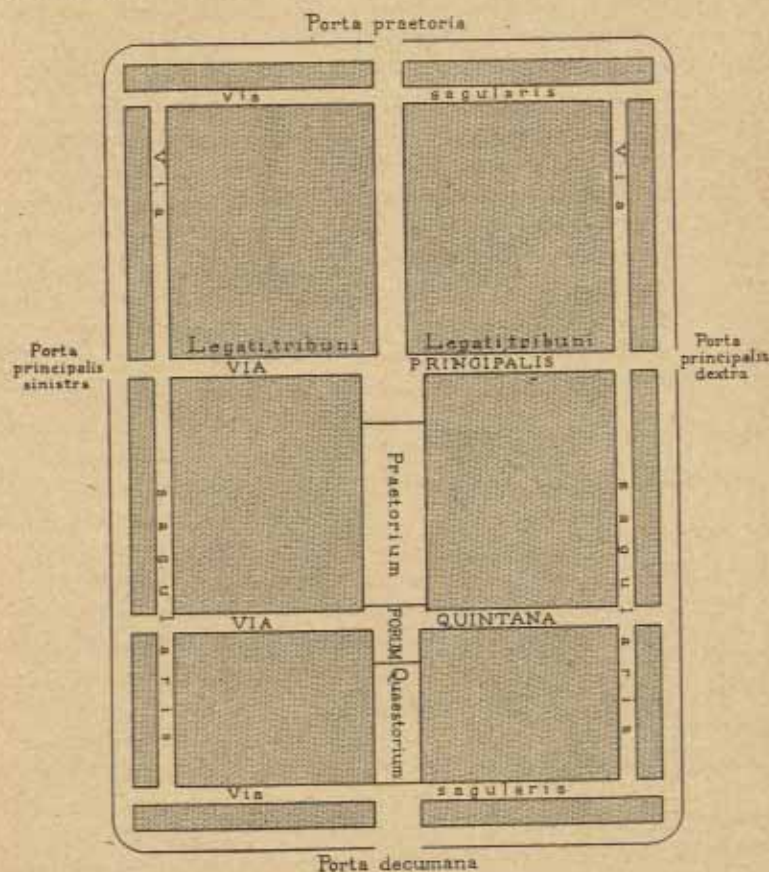 Porta praetoria
Via sagularis
Via
Via
Legati, tribuni
Legati, tribuni
Porta
principalis
sinistra
VIA PRINCIPALIS
Porta
principalis
dextra
Praetorium
sagularis
sagularis
VIA QUINTANA
FORUM
Quaestorium
Via sagularis
Porta decumana